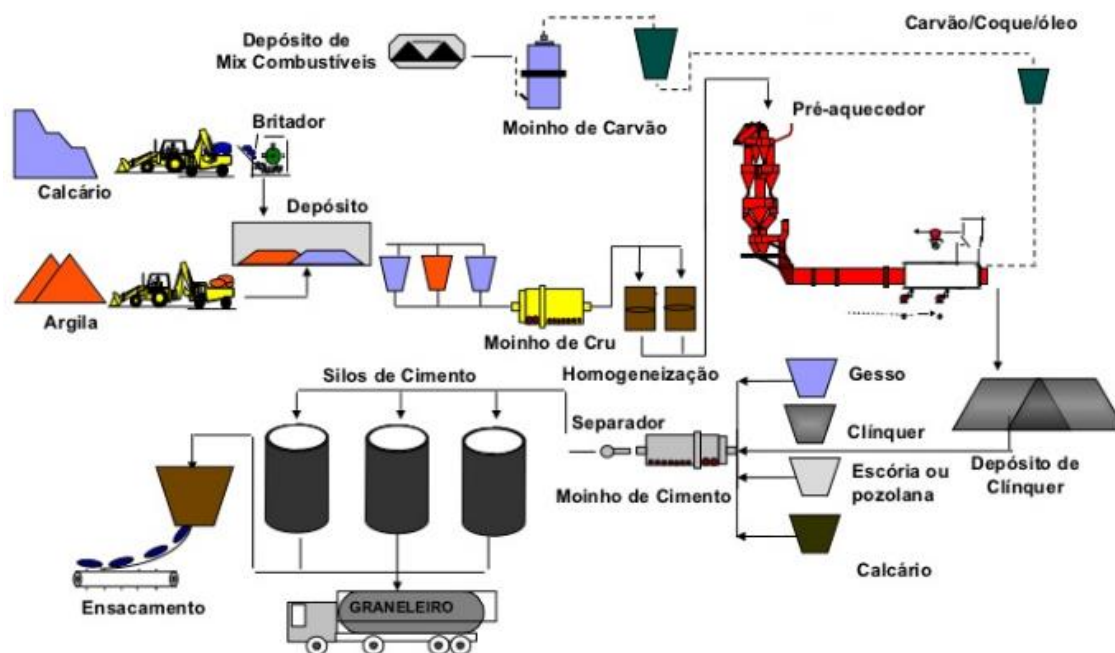 Carvão/Coque/óleo
Depósito de
Mix Combustíveis
Moinho de Carvão
Pré-aquecedor
Britador
Calcário
Depósito
Argila
Moinho de Cru
Homogeneização
Silos de Cimento
Separador
Moinho de Cimento
Gesso
Clínquer
Escória ou
pozolana
Calcário
Depósito de
Clínquer
Ensacamento
GRANELEIRO